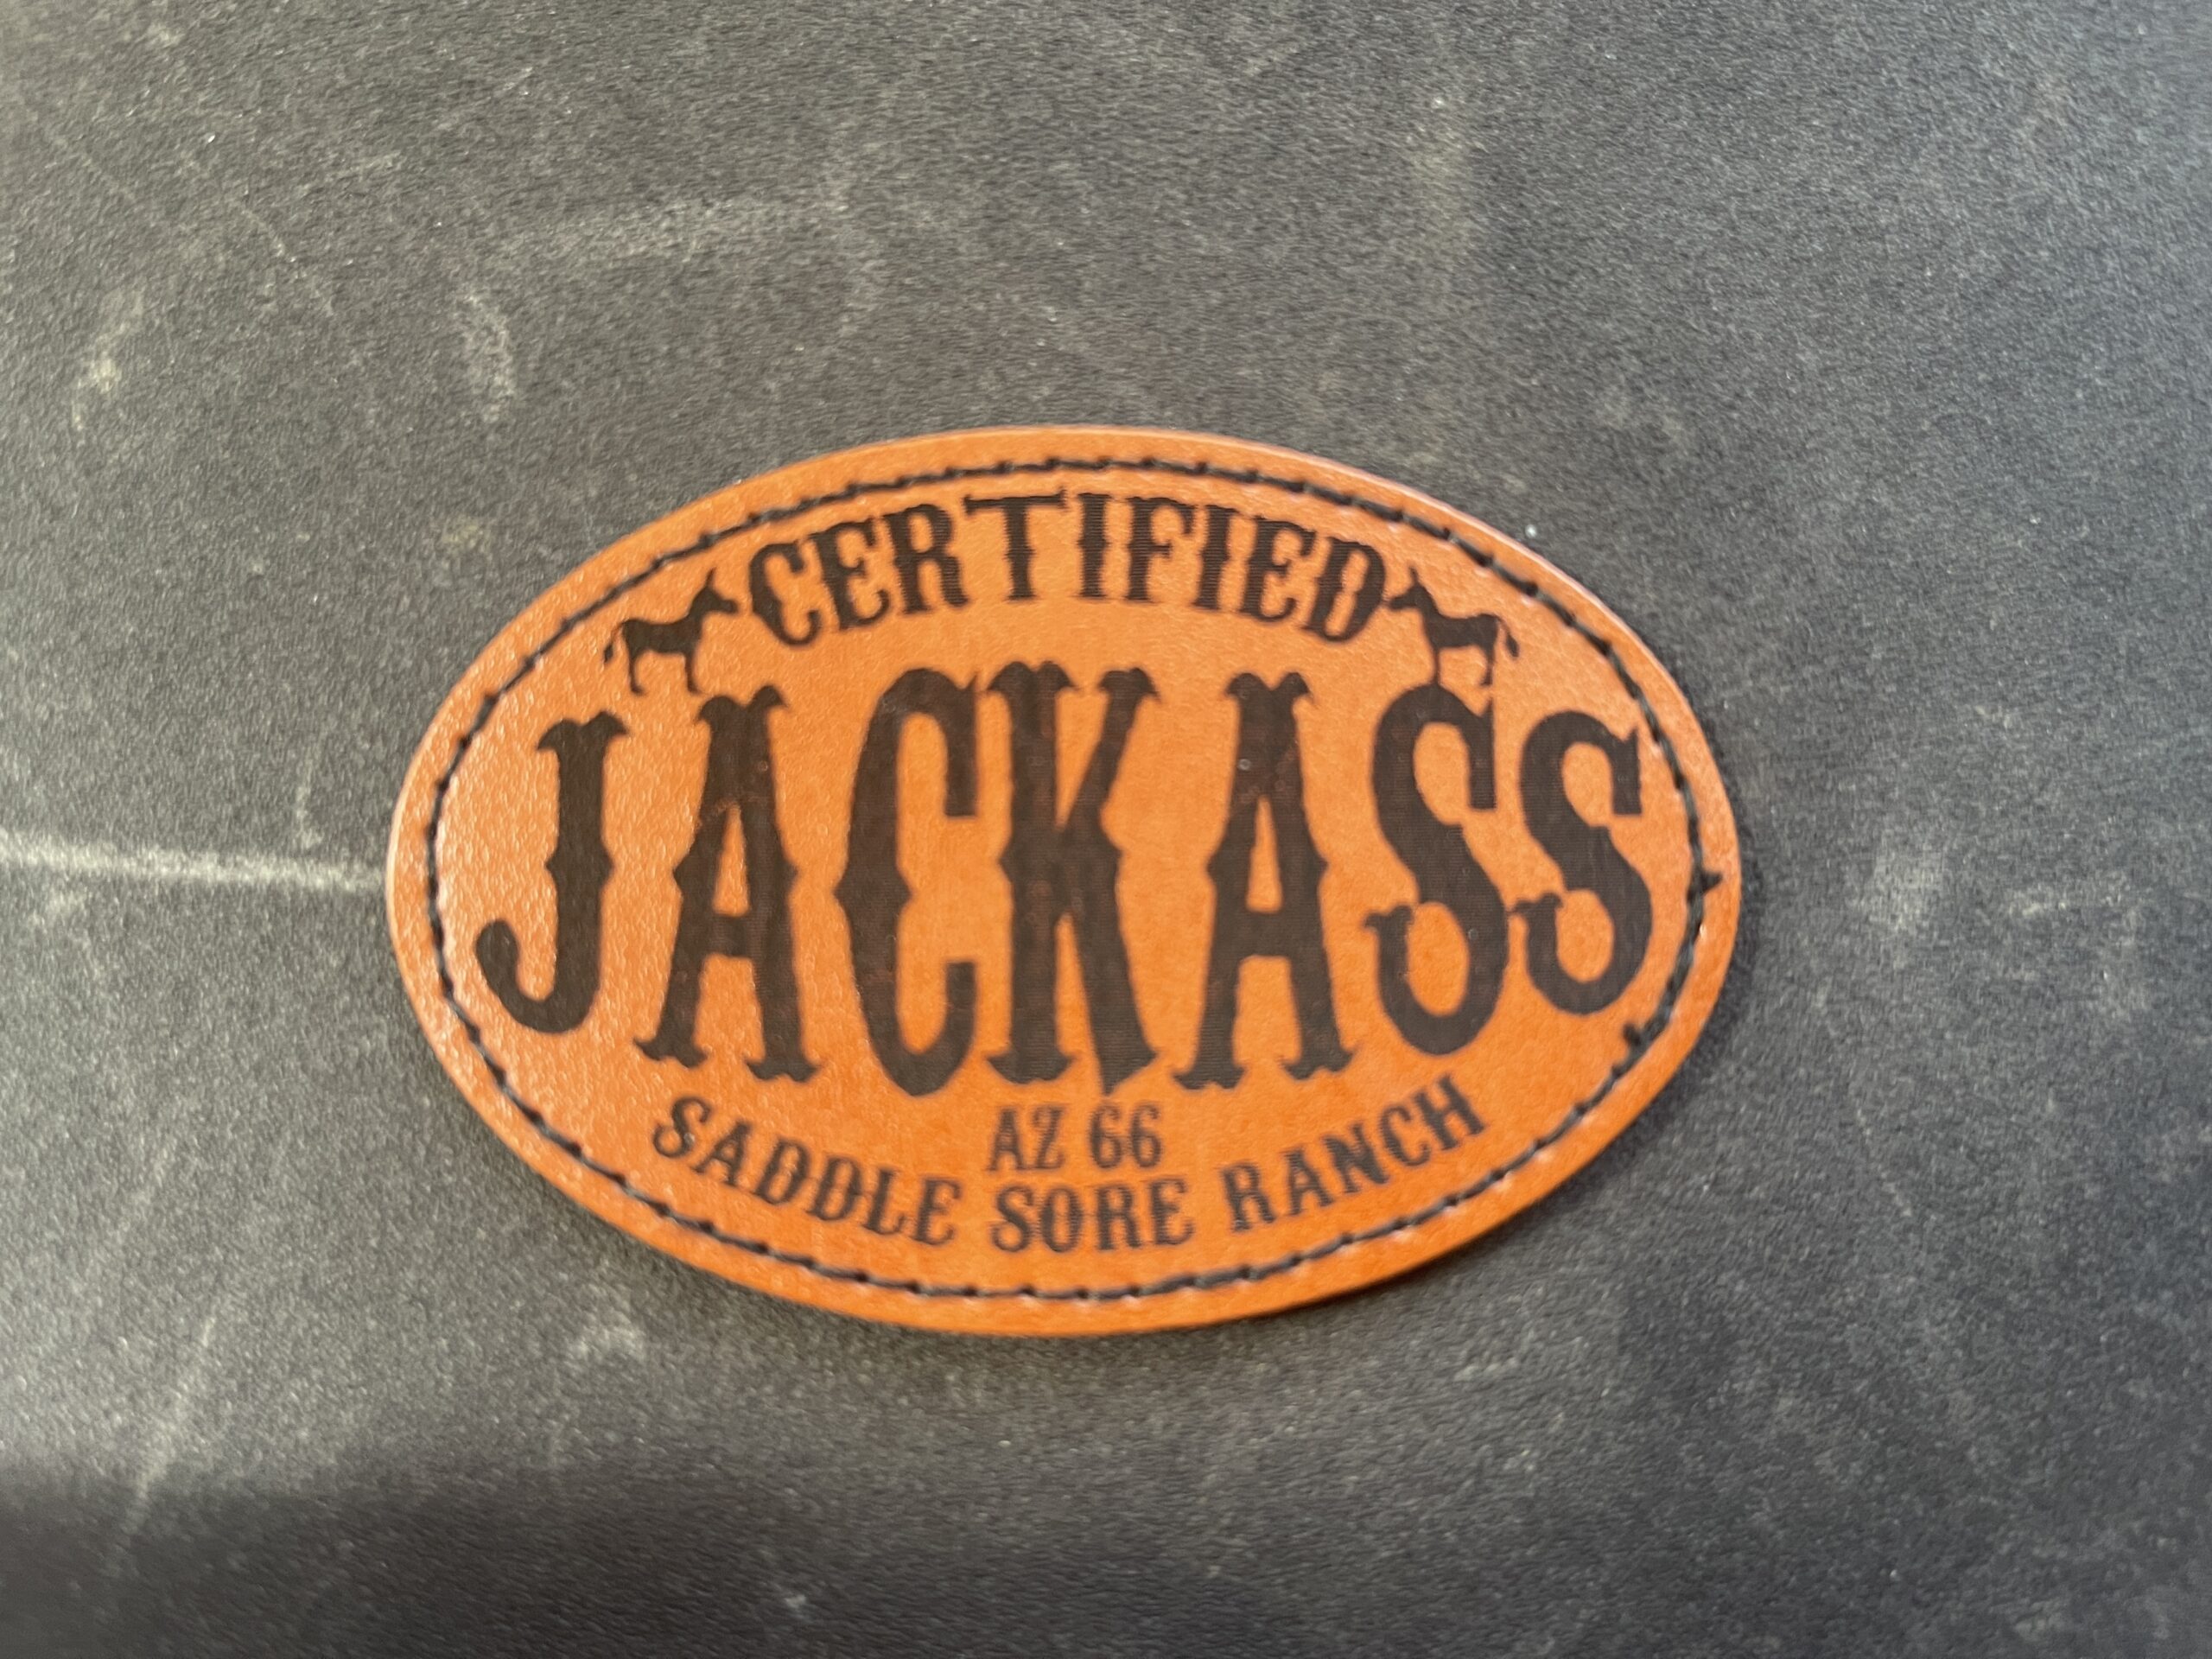 CERTIFIED
JACKASS
AZ 66
SADDLE SORE RANCH